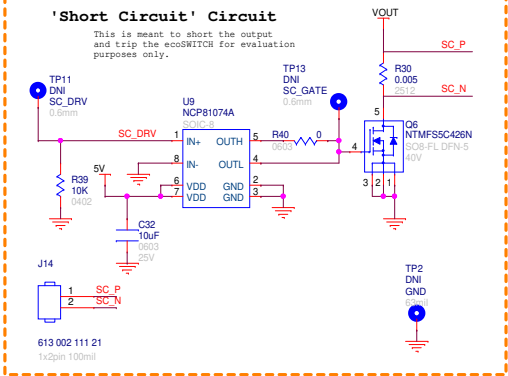 'Short Circuit' Circuit
This is meant to short the output
and trip the ecoSWITCH for evaluation
purposes only.
VOUT
SC_P
R30
0.005
2512
SC_N
TP11
DNI
SC_DRV
0.6mm
TP13
DNI
SC_GATE
0.6mm
U9
NCP81074A
SOIC-8
SC_DRV
1 IN+ OUTH 5
R40 0
0603
8 IN- OUTL 4
6 VDD GND 2
7 VDD GND 3
5
4
3 2 1
Q6
NTMFS5C426N
SO8-FL DFN-5
40V
R39
10K
0402
5V
C32
10uF
0603
25V
J14
1 SC_P
2 SC_N
613 002 111 21
1x2pin 100mil
TP2
DNI
GND
63mil